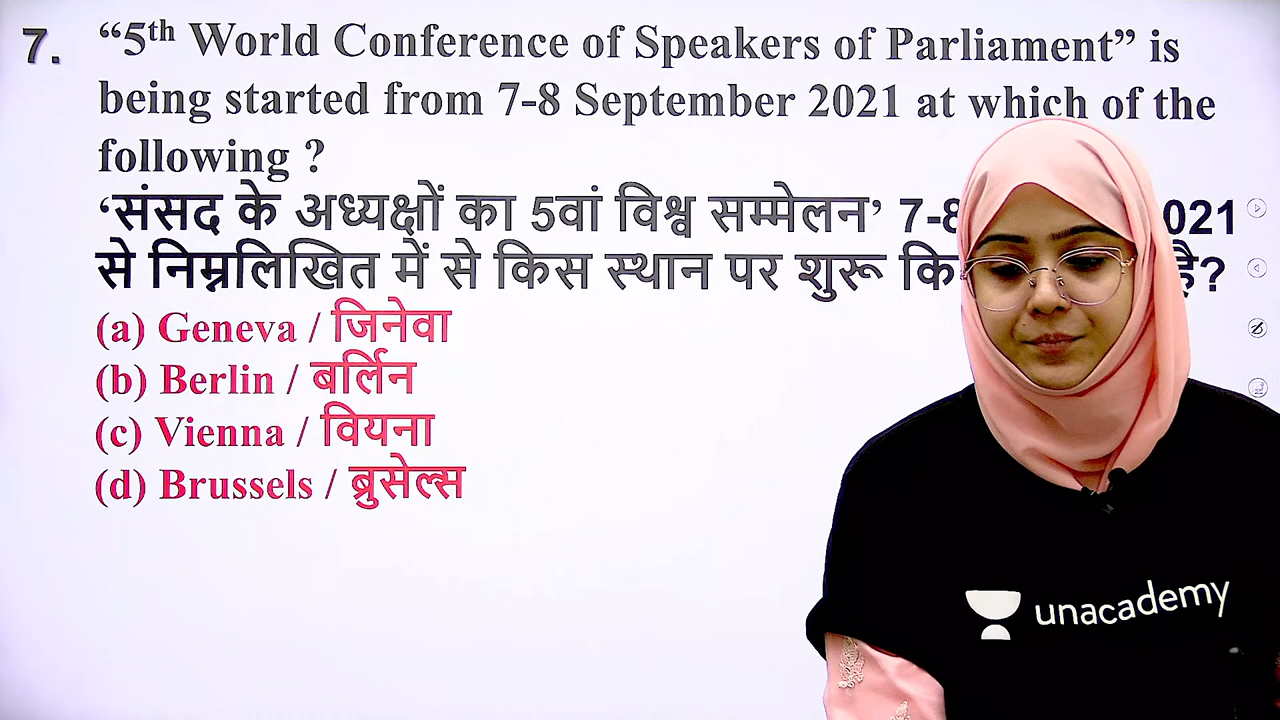 7. “5th World Conference of Speakers of Parliament” is
being started from 7-8 September 2021 at which of the
following ?
‘संसद के अध्यक्षों का 5वां विश्व सम्मेलन’ 7-8 021
से निम्नलिखित में से किस स्थान पर शुरू कि है?
(a) Geneva / जिनेवा
(b) Berlin / बर्लिन
(c) Vienna / वियना
(d) Brussels / ब्रुसेल्स
unacademy